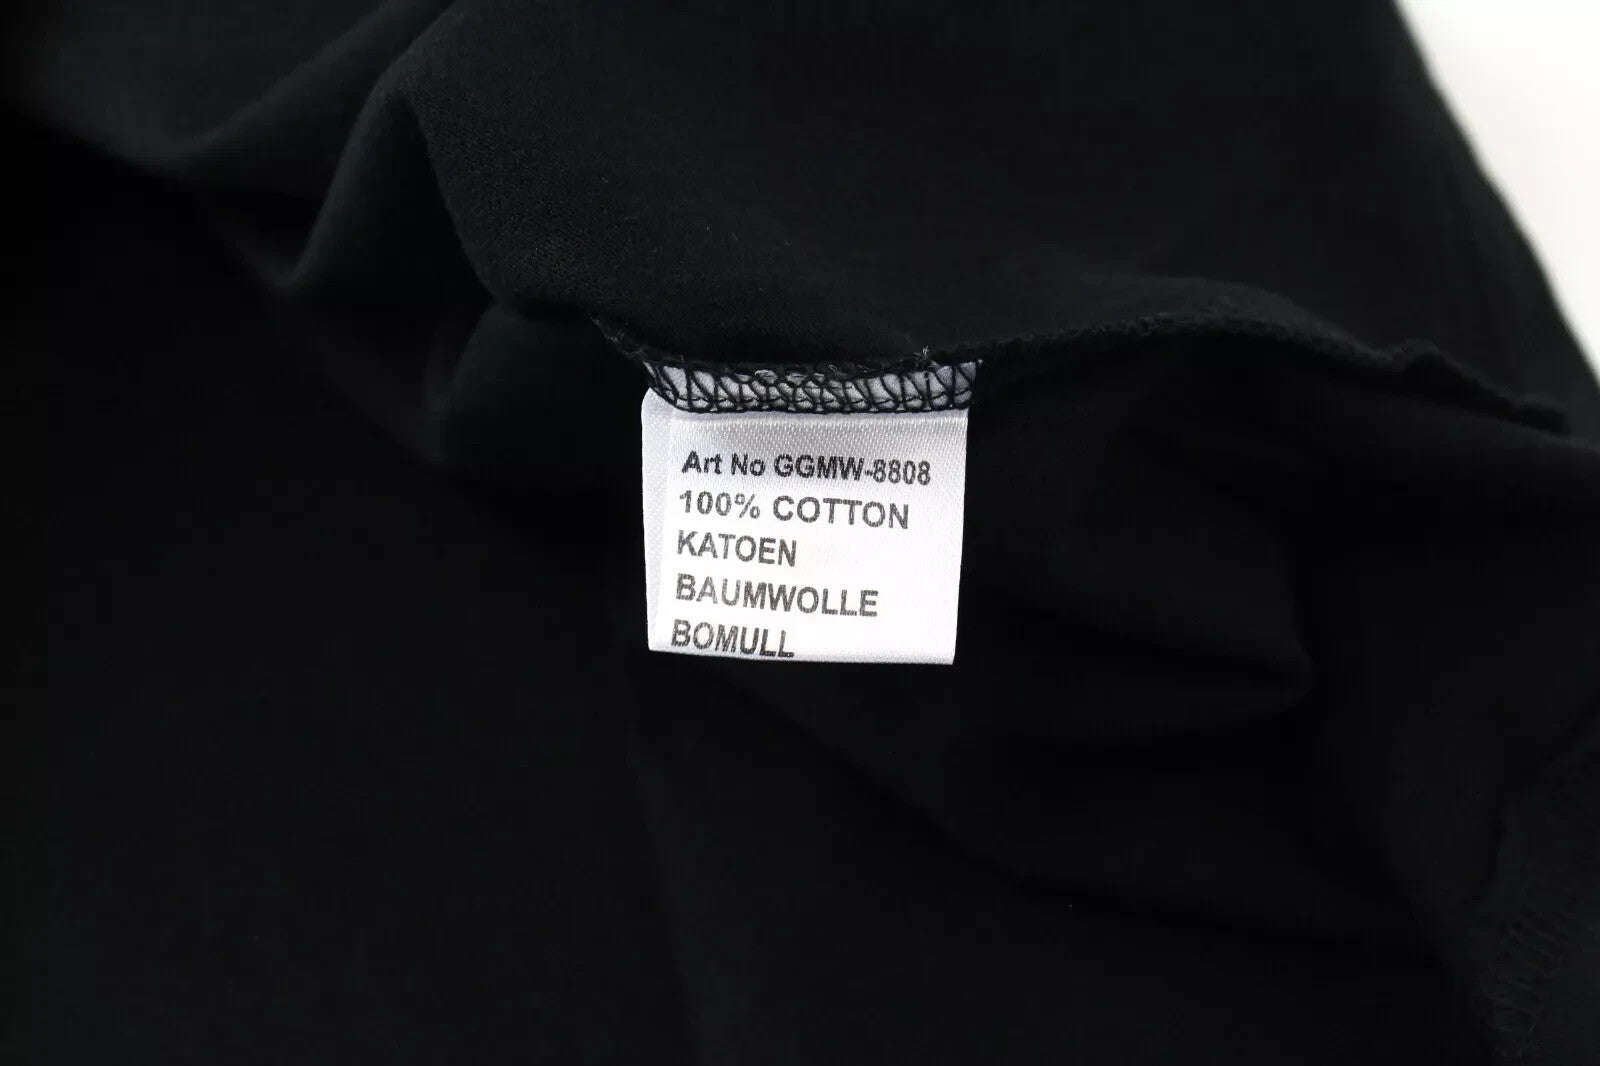 Art No GGMW-8808
100% COTTON
KATOEN
BAUMWOLLE
BOMULL